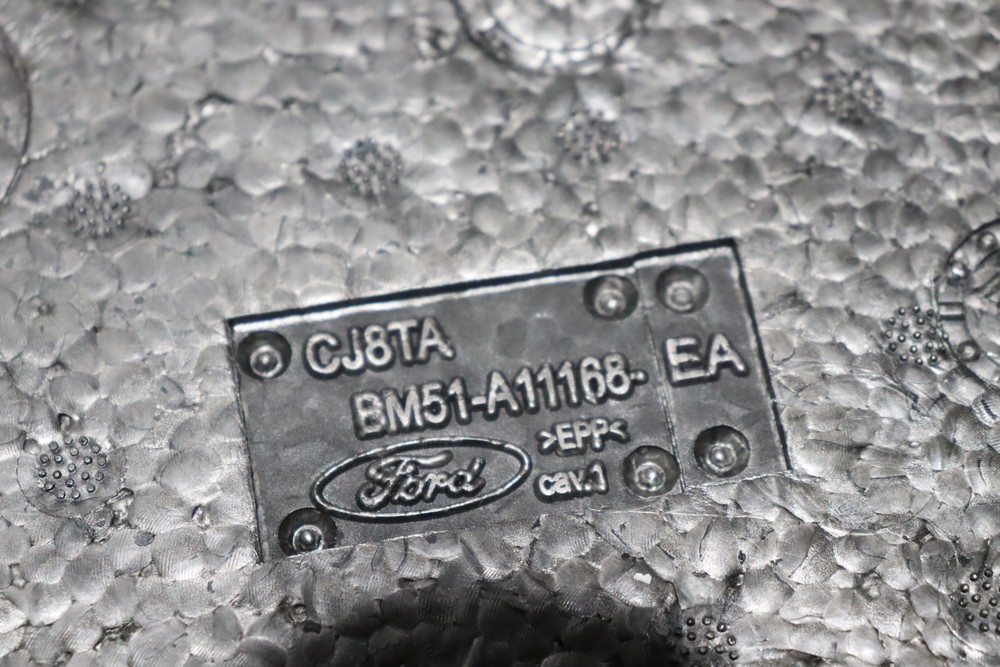 CJ8TA
BM51-A11168- EA
>EPP<
Ford
cav.1